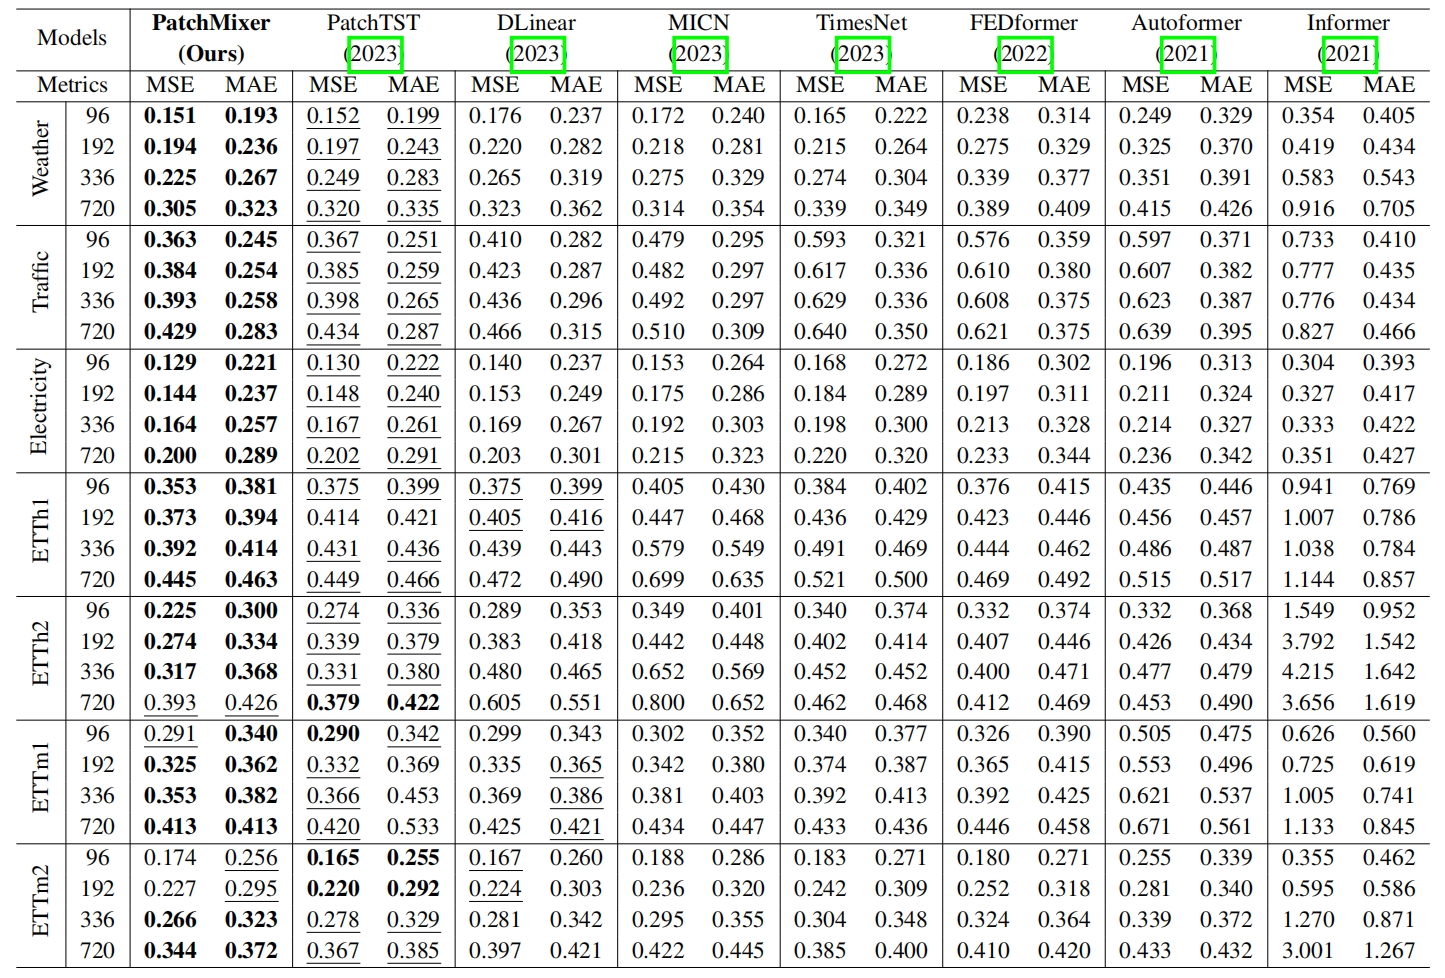 Models PatchMixer (Ours) PatchTST (2023) DLinear (2023) MICN (2023) TimesNet (2023) FEDformer (2022) Autoformer (2021) Informer (2021)
Metrics MSE MAE MSE MAE MSE MAE MSE MAE MSE MAE MSE MAE MSE MAE MSE MAE
Weather
96 0.151 0.193 0.152 0.199 0.176 0.237 0.172 0.240 0.165 0.222 0.238 0.314 0.249 0.329 0.354 0.405
192 0.194 0.236 0.197 0.243 0.220 0.282 0.218 0.281 0.215 0.264 0.275 0.329 0.325 0.370 0.419 0.434
336 0.225 0.267 0.249 0.283 0.265 0.319 0.275 0.329 0.274 0.304 0.339 0.377 0.351 0.391 0.583 0.543
720 0.305 0.323 0.320 0.335 0.323 0.362 0.314 0.354 0.339 0.349 0.389 0.409 0.415 0.426 0.916 0.705
Traffic
96 0.363 0.245 0.367 0.251 0.410 0.282 0.479 0.295 0.593 0.321 0.576 0.359 0.597 0.371 0.733 0.410
192 0.384 0.254 0.385 0.259 0.423 0.287 0.482 0.297 0.617 0.336 0.610 0.380 0.607 0.382 0.777 0.435
336 0.393 0.258 0.398 0.265 0.436 0.296 0.492 0.297 0.629 0.336 0.608 0.375 0.623 0.387 0.776 0.434
720 0.429 0.283 0.434 0.287 0.466 0.315 0.510 0.309 0.640 0.350 0.621 0.375 0.639 0.395 0.827 0.466
Electricity
96 0.129 0.221 0.130 0.222 0.140 0.237 0.153 0.264 0.168 0.272 0.186 0.302 0.196 0.313 0.304 0.393
192 0.144 0.237 0.148 0.240 0.153 0.249 0.175 0.286 0.184 0.289 0.197 0.311 0.211 0.324 0.327 0.417
336 0.164 0.257 0.167 0.261 0.169 0.267 0.192 0.303 0.198 0.300 0.213 0.328 0.214 0.327 0.333 0.422
720 0.200 0.289 0.202 0.291 0.203 0.301 0.215 0.323 0.220 0.320 0.233 0.344 0.236 0.342 0.351 0.427
ETTh1
96 0.353 0.381 0.375 0.399 0.375 0.399 0.405 0.430 0.384 0.402 0.376 0.415 0.435 0.446 0.941 0.769
192 0.373 0.394 0.414 0.421 0.405 0.416 0.447 0.468 0.436 0.429 0.423 0.446 0.456 0.457 1.007 0.786
336 0.392 0.414 0.431 0.436 0.439 0.443 0.579 0.549 0.491 0.469 0.444 0.462 0.486 0.487 1.038 0.784
720 0.445 0.463 0.449 0.466 0.472 0.490 0.699 0.635 0.521 0.500 0.469 0.492 0.515 0.517 1.144 0.857
ETTh2
96 0.225 0.300 0.274 0.336 0.289 0.353 0.349 0.401 0.340 0.374 0.332 0.374 0.332 0.368 1.549 0.952
192 0.274 0.334 0.339 0.379 0.383 0.418 0.442 0.448 0.402 0.414 0.407 0.446 0.426 0.434 3.792 1.542
336 0.317 0.368 0.331 0.380 0.480 0.465 0.652 0.569 0.452 0.452 0.400 0.471 0.477 0.479 4.215 1.642
720 0.393 0.426 0.379 0.422 0.605 0.551 0.800 0.652 0.462 0.468 0.412 0.469 0.453 0.490 3.656 1.619
ETTm1
96 0.291 0.340 0.290 0.342 0.299 0.343 0.302 0.352 0.340 0.377 0.326 0.390 0.505 0.475 0.626 0.560
192 0.325 0.362 0.332 0.369 0.335 0.365 0.342 0.380 0.374 0.387 0.365 0.415 0.553 0.496 0.725 0.619
336 0.353 0.382 0.366 0.453 0.369 0.386 0.381 0.403 0.392 0.413 0.392 0.425 0.621 0.537 1.005 0.741
720 0.413 0.413 0.420 0.533 0.425 0.421 0.434 0.447 0.433 0.436 0.446 0.458 0.671 0.561 1.133 0.845
ETTm2
96 0.174 0.256 0.165 0.255 0.167 0.260 0.188 0.286 0.183 0.271 0.180 0.271 0.255 0.339 0.355 0.462
192 0.227 0.295 0.220 0.292 0.224 0.303 0.236 0.320 0.242 0.309 0.252 0.318 0.281 0.340 0.595 0.586
336 0.266 0.323 0.278 0.329 0.281 0.342 0.295 0.355 0.304 0.348 0.324 0.364 0.339 0.372 1.270 0.871
720 0.344 0.372 0.367 0.385 0.397 0.421 0.422 0.445 0.385 0.400 0.410 0.420 0.433 0.432 3.001 1.267